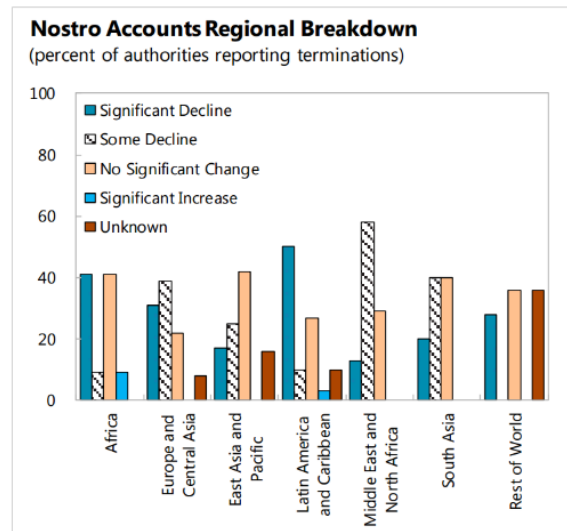 Nostro Accounts Regional Breakdown
(percent of authorities reporting terminations)
100
80
60
40
20
0
Significant Decline
Some Decline
No Significant Change
Significant Increase
Unknown
Africa
Europe and
Central Asia
East Asia and
Pacific
Latin America
and Caribbean
Middle East and
North Africa
South Asia
Rest of World